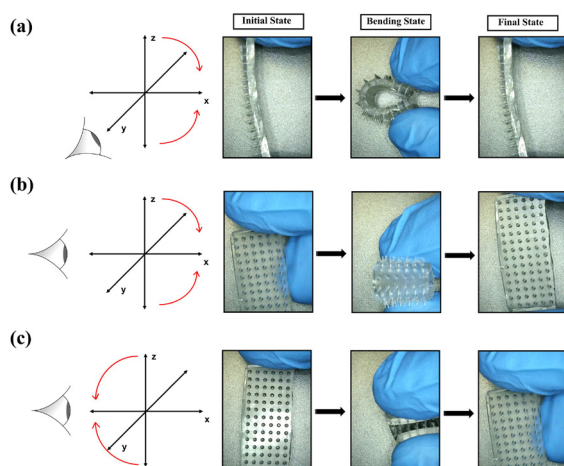 Initial State
Bending State
Final State
(a)
z
x
y
(b)
z
x
y
(c)
z
x
y